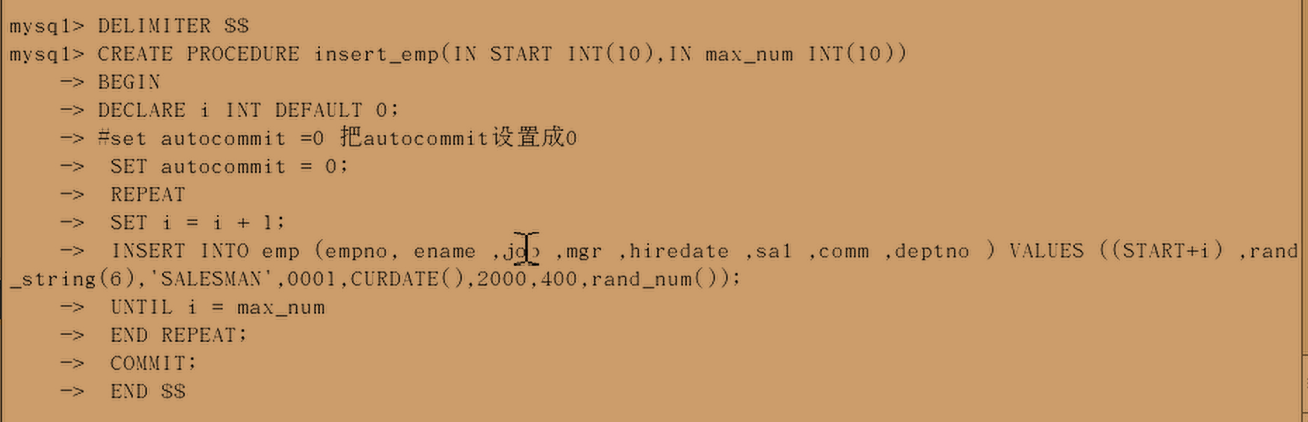 mysql> DELIMITER $$
mysql> CREATE PROCEDURE insert_emp(IN START INT(10),IN max_num INT(10))
-> BEGIN
-> DECLARE i INT DEFAULT 0;
-> #set autocommit =0 把autocommit设置成0
-> SET autocommit = 0;
-> REPEAT
-> SET i = i + 1;
-> INSERT INTO emp (empno, ename ,job ,mgr ,hiredate ,sal ,comm ,deptno ) VALUES ((START+i) ,rand
_string(6),'SALESMAN',0001,CURDATE(),2000,400,rand_num());
-> UNTIL i = max_num
-> END REPEAT;
-> COMMIT;
-> END $$